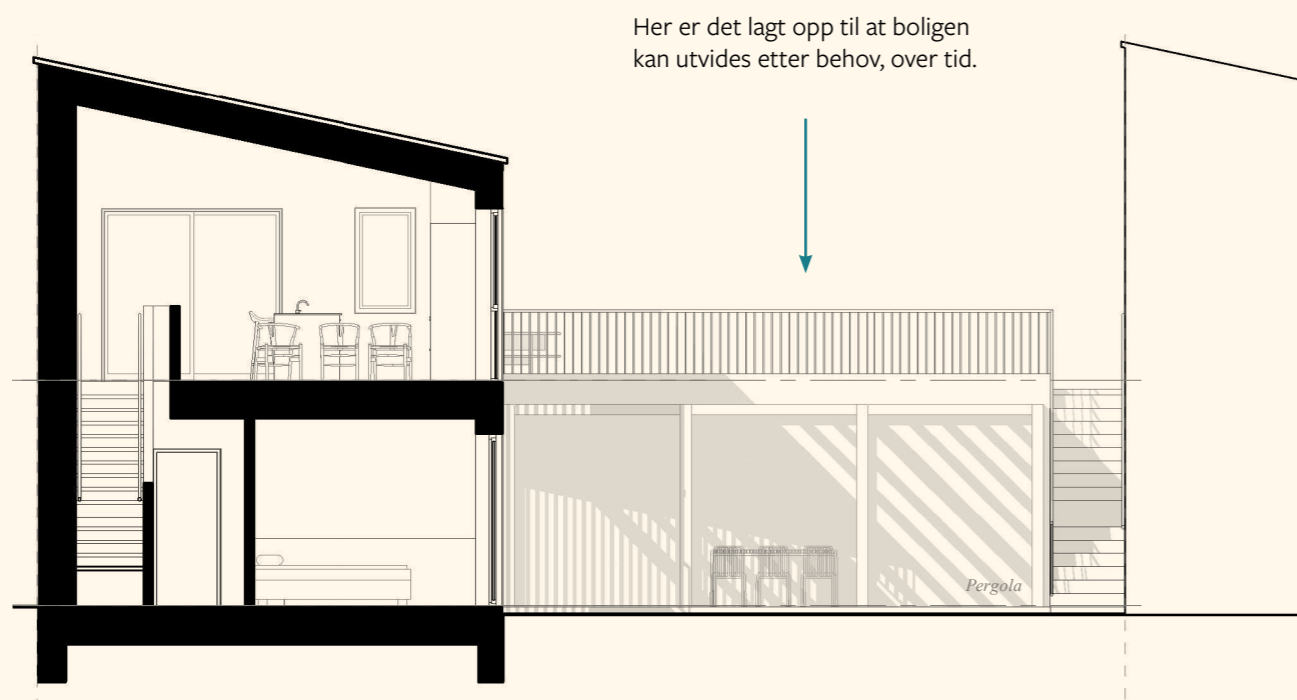 Her er det lagt opp til at boligen
kan utvides etter behov, over tid.
Pergola